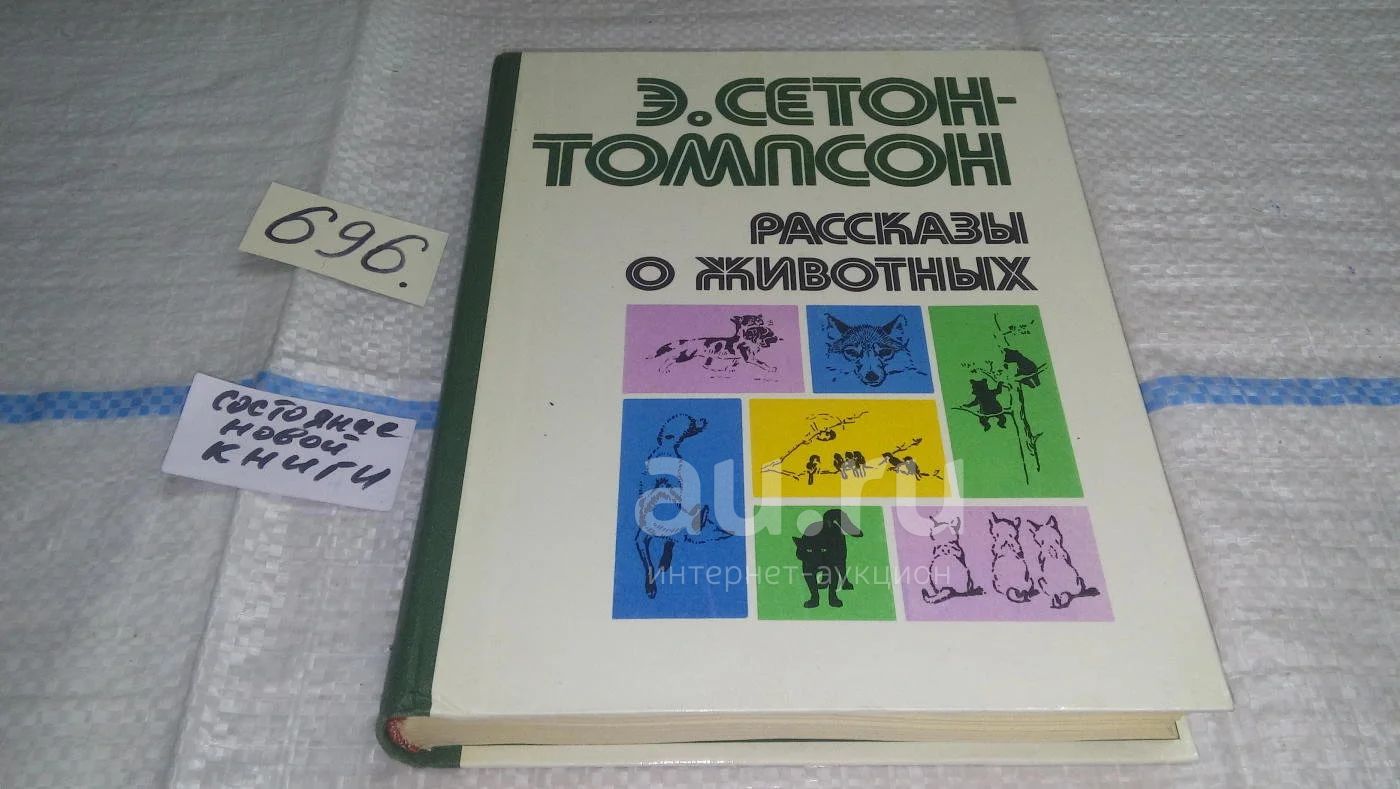 Э. СЕТОН-
ТОМПСОН
РАССКАЗЫ
О ЖИВОТНЫХ
696.
состояние
новой
книги
au.ru
интернет-аукцион